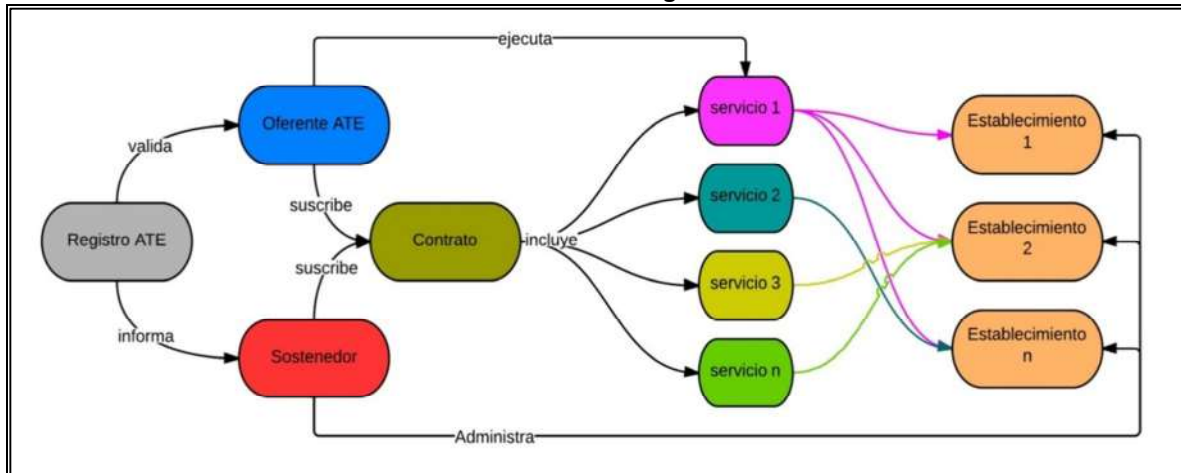 ejecuta
Oferente ATE
servicio 1
Establecimiento
1
valida
suscribe
servicio 2
Registro ATE
Contrato
incluye
Establecimiento
2
suscribe
servicio 3
informa
Sostenedor
servicio n
Establecimiento
n
Administra